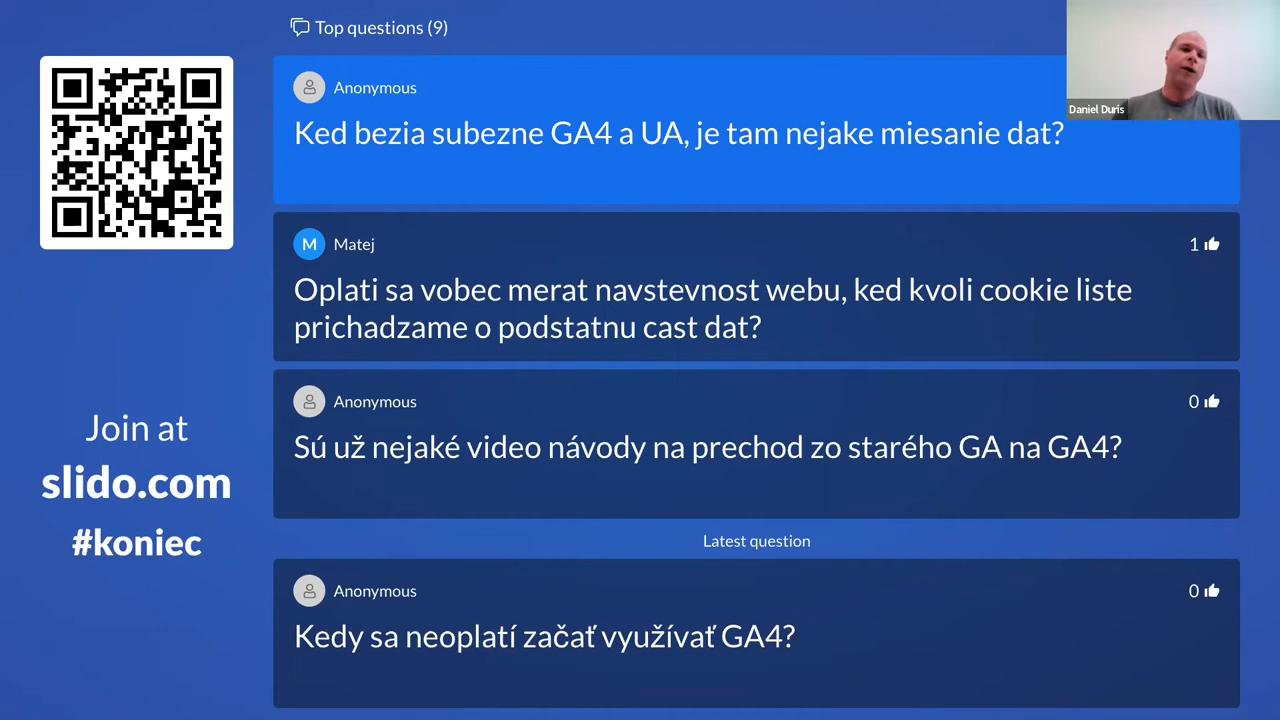 Top questions (9)
Anonymous
Ked bezia subezne GA4 a UA, je tam nejake miesanie dat?
Daniel Duris
M Matej
1
Oplati sa vobec merat navstevnost webu, ked kvoli cookie liste
prichadzame o podstatnu cast dat?
Anonymous
0
Sú už nejaké video návody na prechod zo starého GA na GA4?
Latest question
Anonymous
0
Kedy sa neoplatí začať využívať GA4?
Join at
slido.com
#koniec